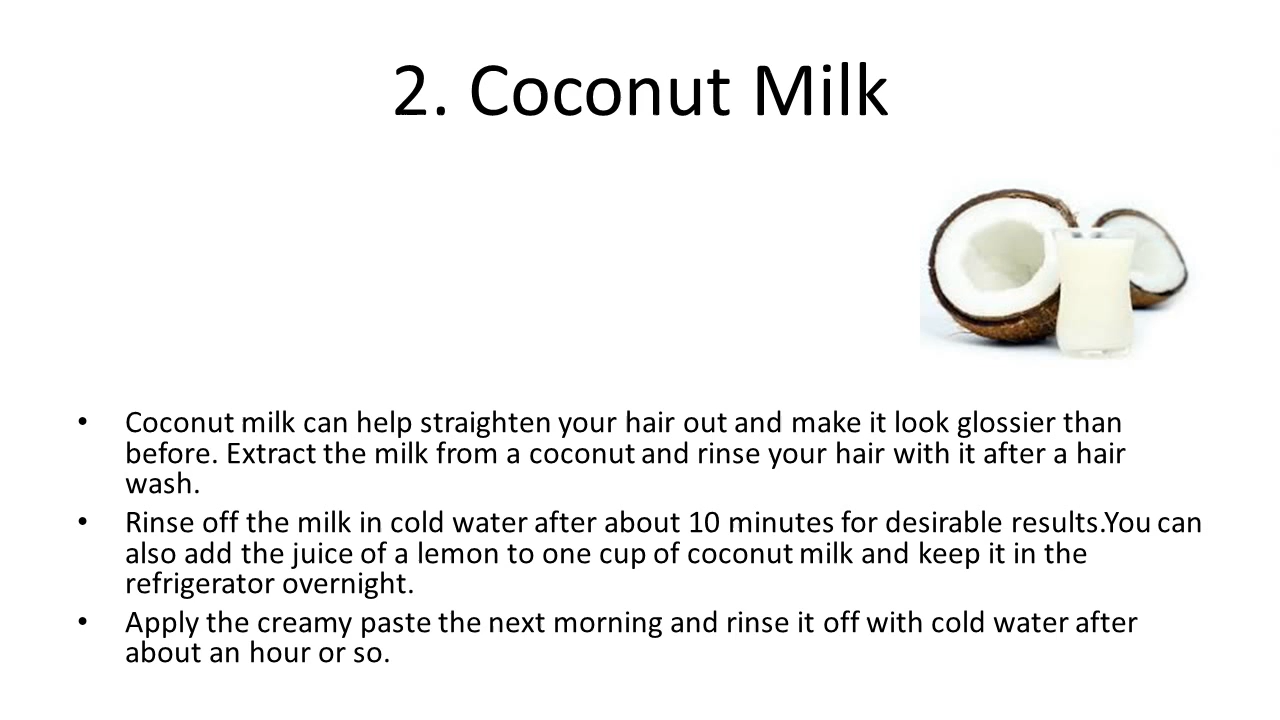 2. Coconut Milk
• Coconut milk can help straighten your hair out and make it look glossier than
before. Extract the milk from a coconut and rinse your hair with it after a hair
wash.
• Rinse off the milk in cold water after about 10 minutes for desirable results.You can
also add the juice of a lemon to one cup of coconut milk and keep it in the
refrigerator overnight.
• Apply the creamy paste the next morning and rinse it off with cold water after
about an hour or so.